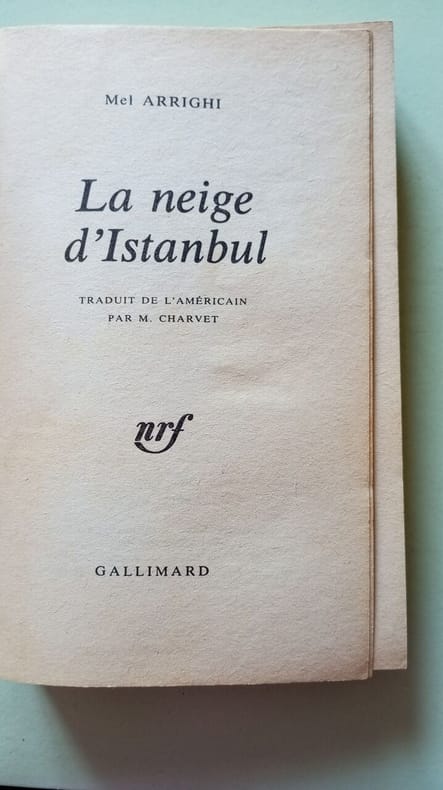 Mel ARRIGHI
La neige
d'Istanbul
TRADUIT DE L'AMÉRICAIN
PAR M. CHARVET
nrf
GALLIMARD